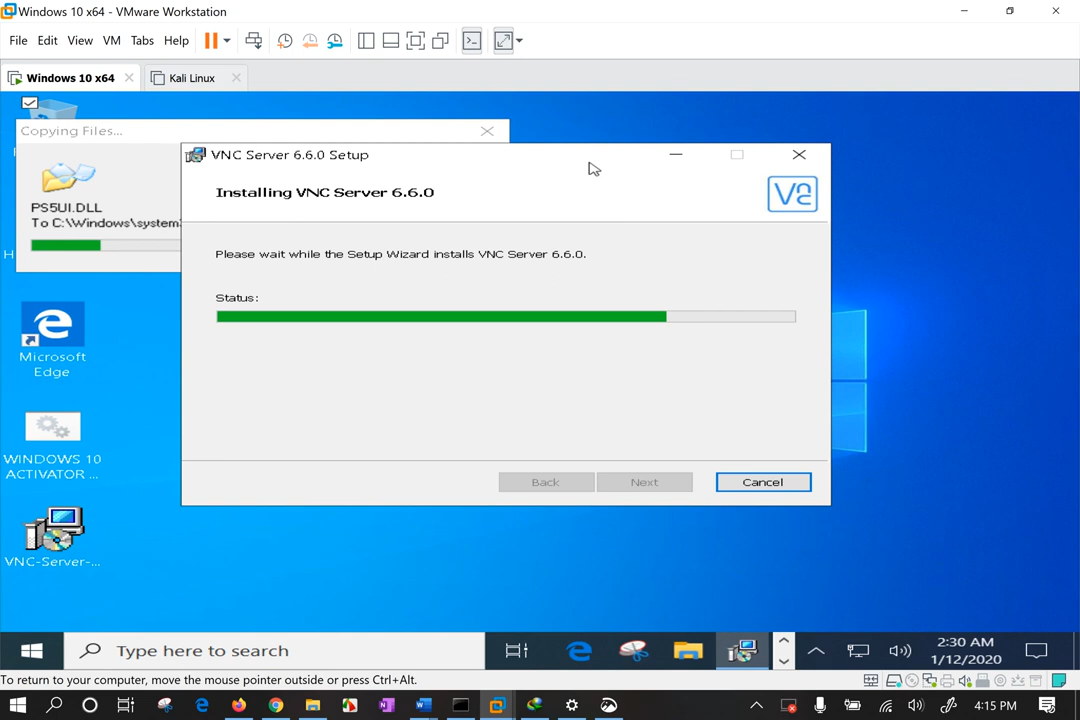 Windows 10 x64 - VMware Workstation
File Edit View VM Tabs Help
Windows 10 x64 Kali Linux
Copying Files...
VNC Server 6.6.0 Setup
Installing VNC Server 6.6.0
PS5UI.DLL
To C:\Windows\system
Please wait while the Setup Wizard installs VNC Server 6.6.0.
Status:
Microsoft
Edge
WINDOWS 10
ACTIVATOR ...
Back Next Cancel
VNC-Server-...
Type here to search
2:30 AM
1/12/2020
To return to your computer, move the mouse pointer outside or press Ctrl+Alt.
4:15 PM